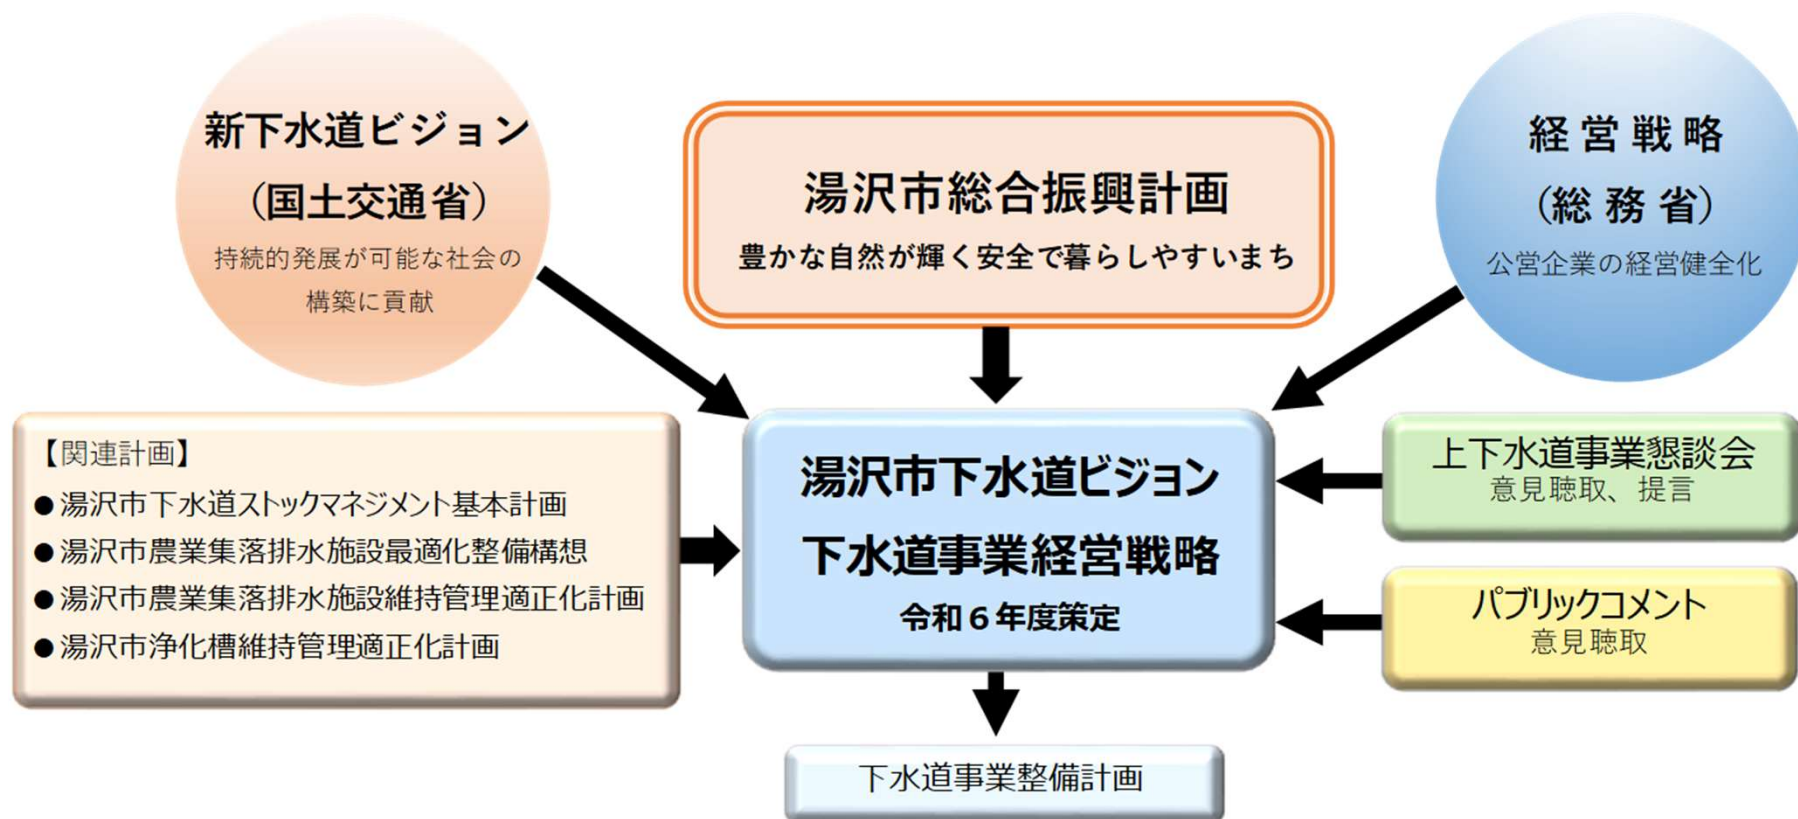 新下水道ビジョン
（国土交通省）
持続的発展が可能な社会の
構築に貢献
湯沢市総合振興計画
豊かな自然が輝く安全で暮らしやすいまち
経営戦略
（総務省）
公営企業の経営健全化
【関連計画】
●湯沢市下水道ストックマネジメント基本計画
●湯沢市農業集落排水施設最適化整備構想
●湯沢市農業集落排水施設維持管理適正化計画
●湯沢市浄化槽維持管理適正化計画
湯沢市下水道ビジョン
下水道事業経営戦略
令和６年度策定
上下水道事業懇談会
意見聴取、提言
パブリックコメント
意見聴取
下水道事業整備計画